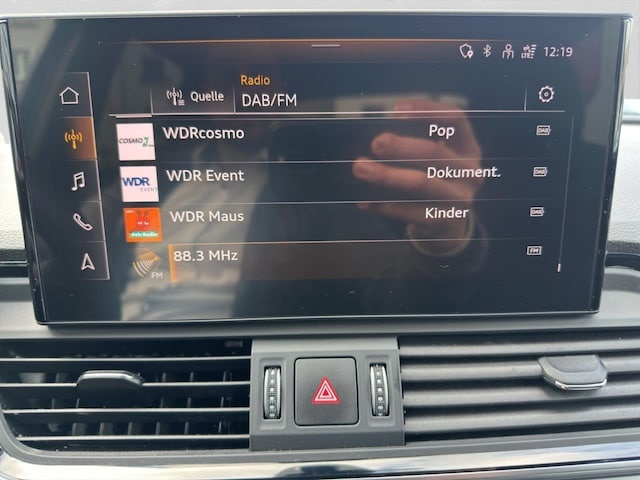 LTE 12:19
Radio
Quelle DAB/FM
COSMO WDRcosmo Pop DAB
WDR EVENT WDR Event Dokument. DAB
WDR Maus Kinder DAB
FM 88.3 MHz FM